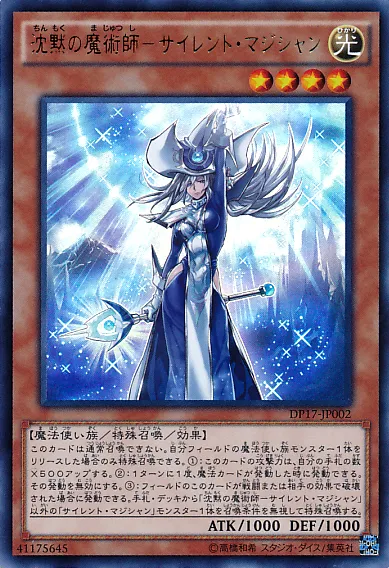 沈黙の魔術師－サイレント・マジシャン
光
DP17-JP002
【魔法使い族／特殊召喚／効果】
このカードは通常召喚できない。自分フィールドの魔法使い族モンスター1体を
リリースした場合のみ特殊召喚できる。①：このカードの攻撃力は、自分の手札の数
×500アップする。②：1ターンに1度、魔法カードが発動した時に発動できる。
その発動を無効にする。③：フィールドのこのカードが戦闘または相手の効果で破壊
された場合に発動できる。手札・デッキから「沈黙の魔術師－サイレント・マジシャン」
以外の「サイレント・マジシャン」モンスター1体を召喚条件を無視して特殊召喚する。
ATK/1000 DEF/1000
41175645
©高橋和希 スタジオ・ダイス/集英社